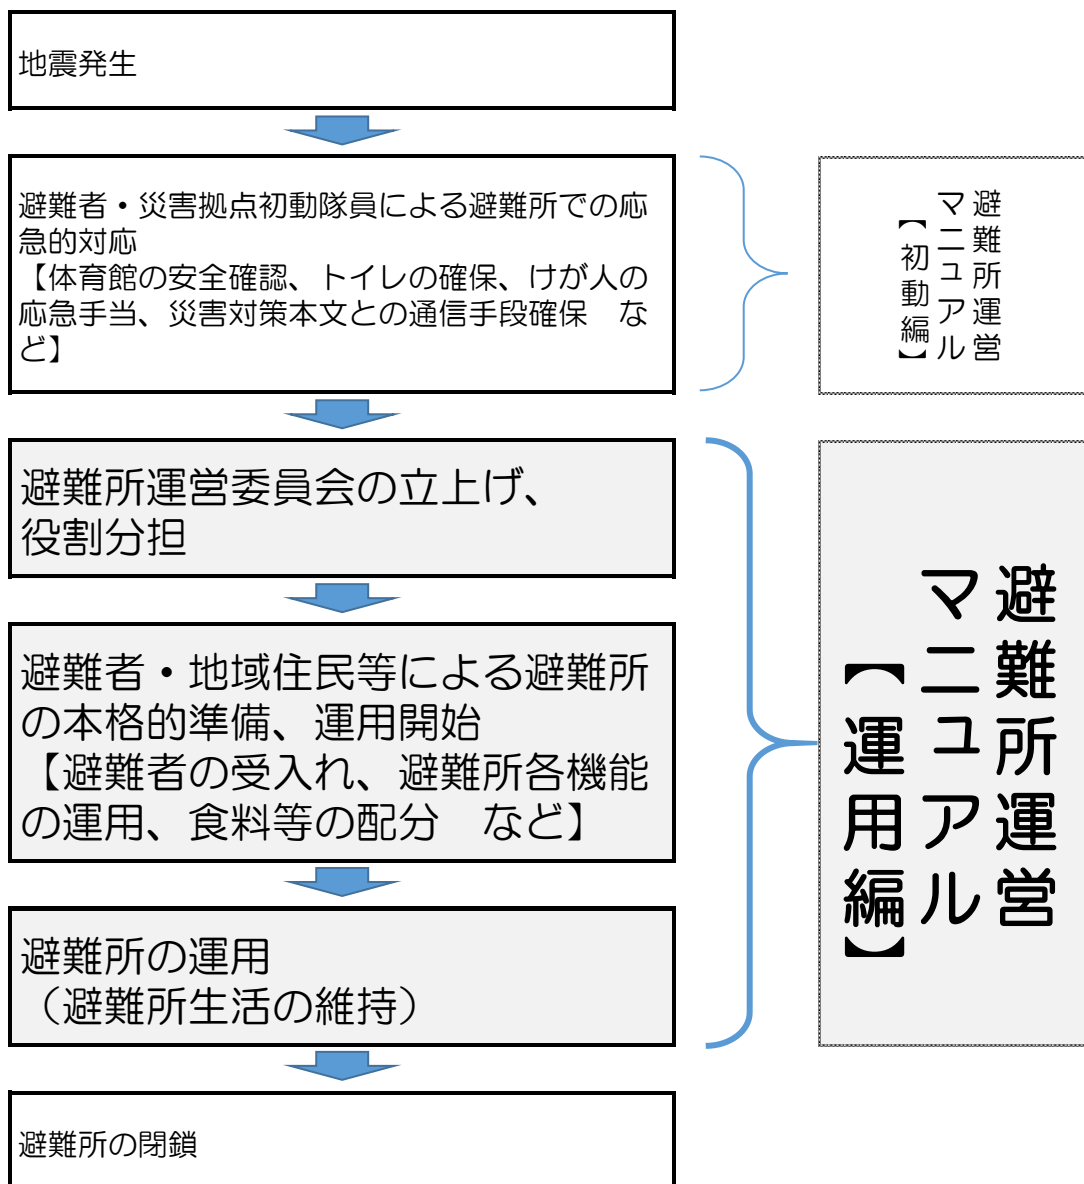 地震発生
避難者・災害拠点初動隊員による避難所での応
急的対応
【体育館の安全確認、トイレの確保、けが人の
応急手当、災害対策本文との通信手段確保　な
ど】
避難所運営
マニュアル
【初動編】
避難所運営委員会の立上げ、
役割分担
避難者・地域住民等による避難所
の本格的準備、運用開始
【避難者の受入れ、避難所各機能
の運用、食料等の配分　など】
避難所の運用
（避難所生活の維持）
避難所運営
マニュアル
【運用編】
避難所の閉鎖